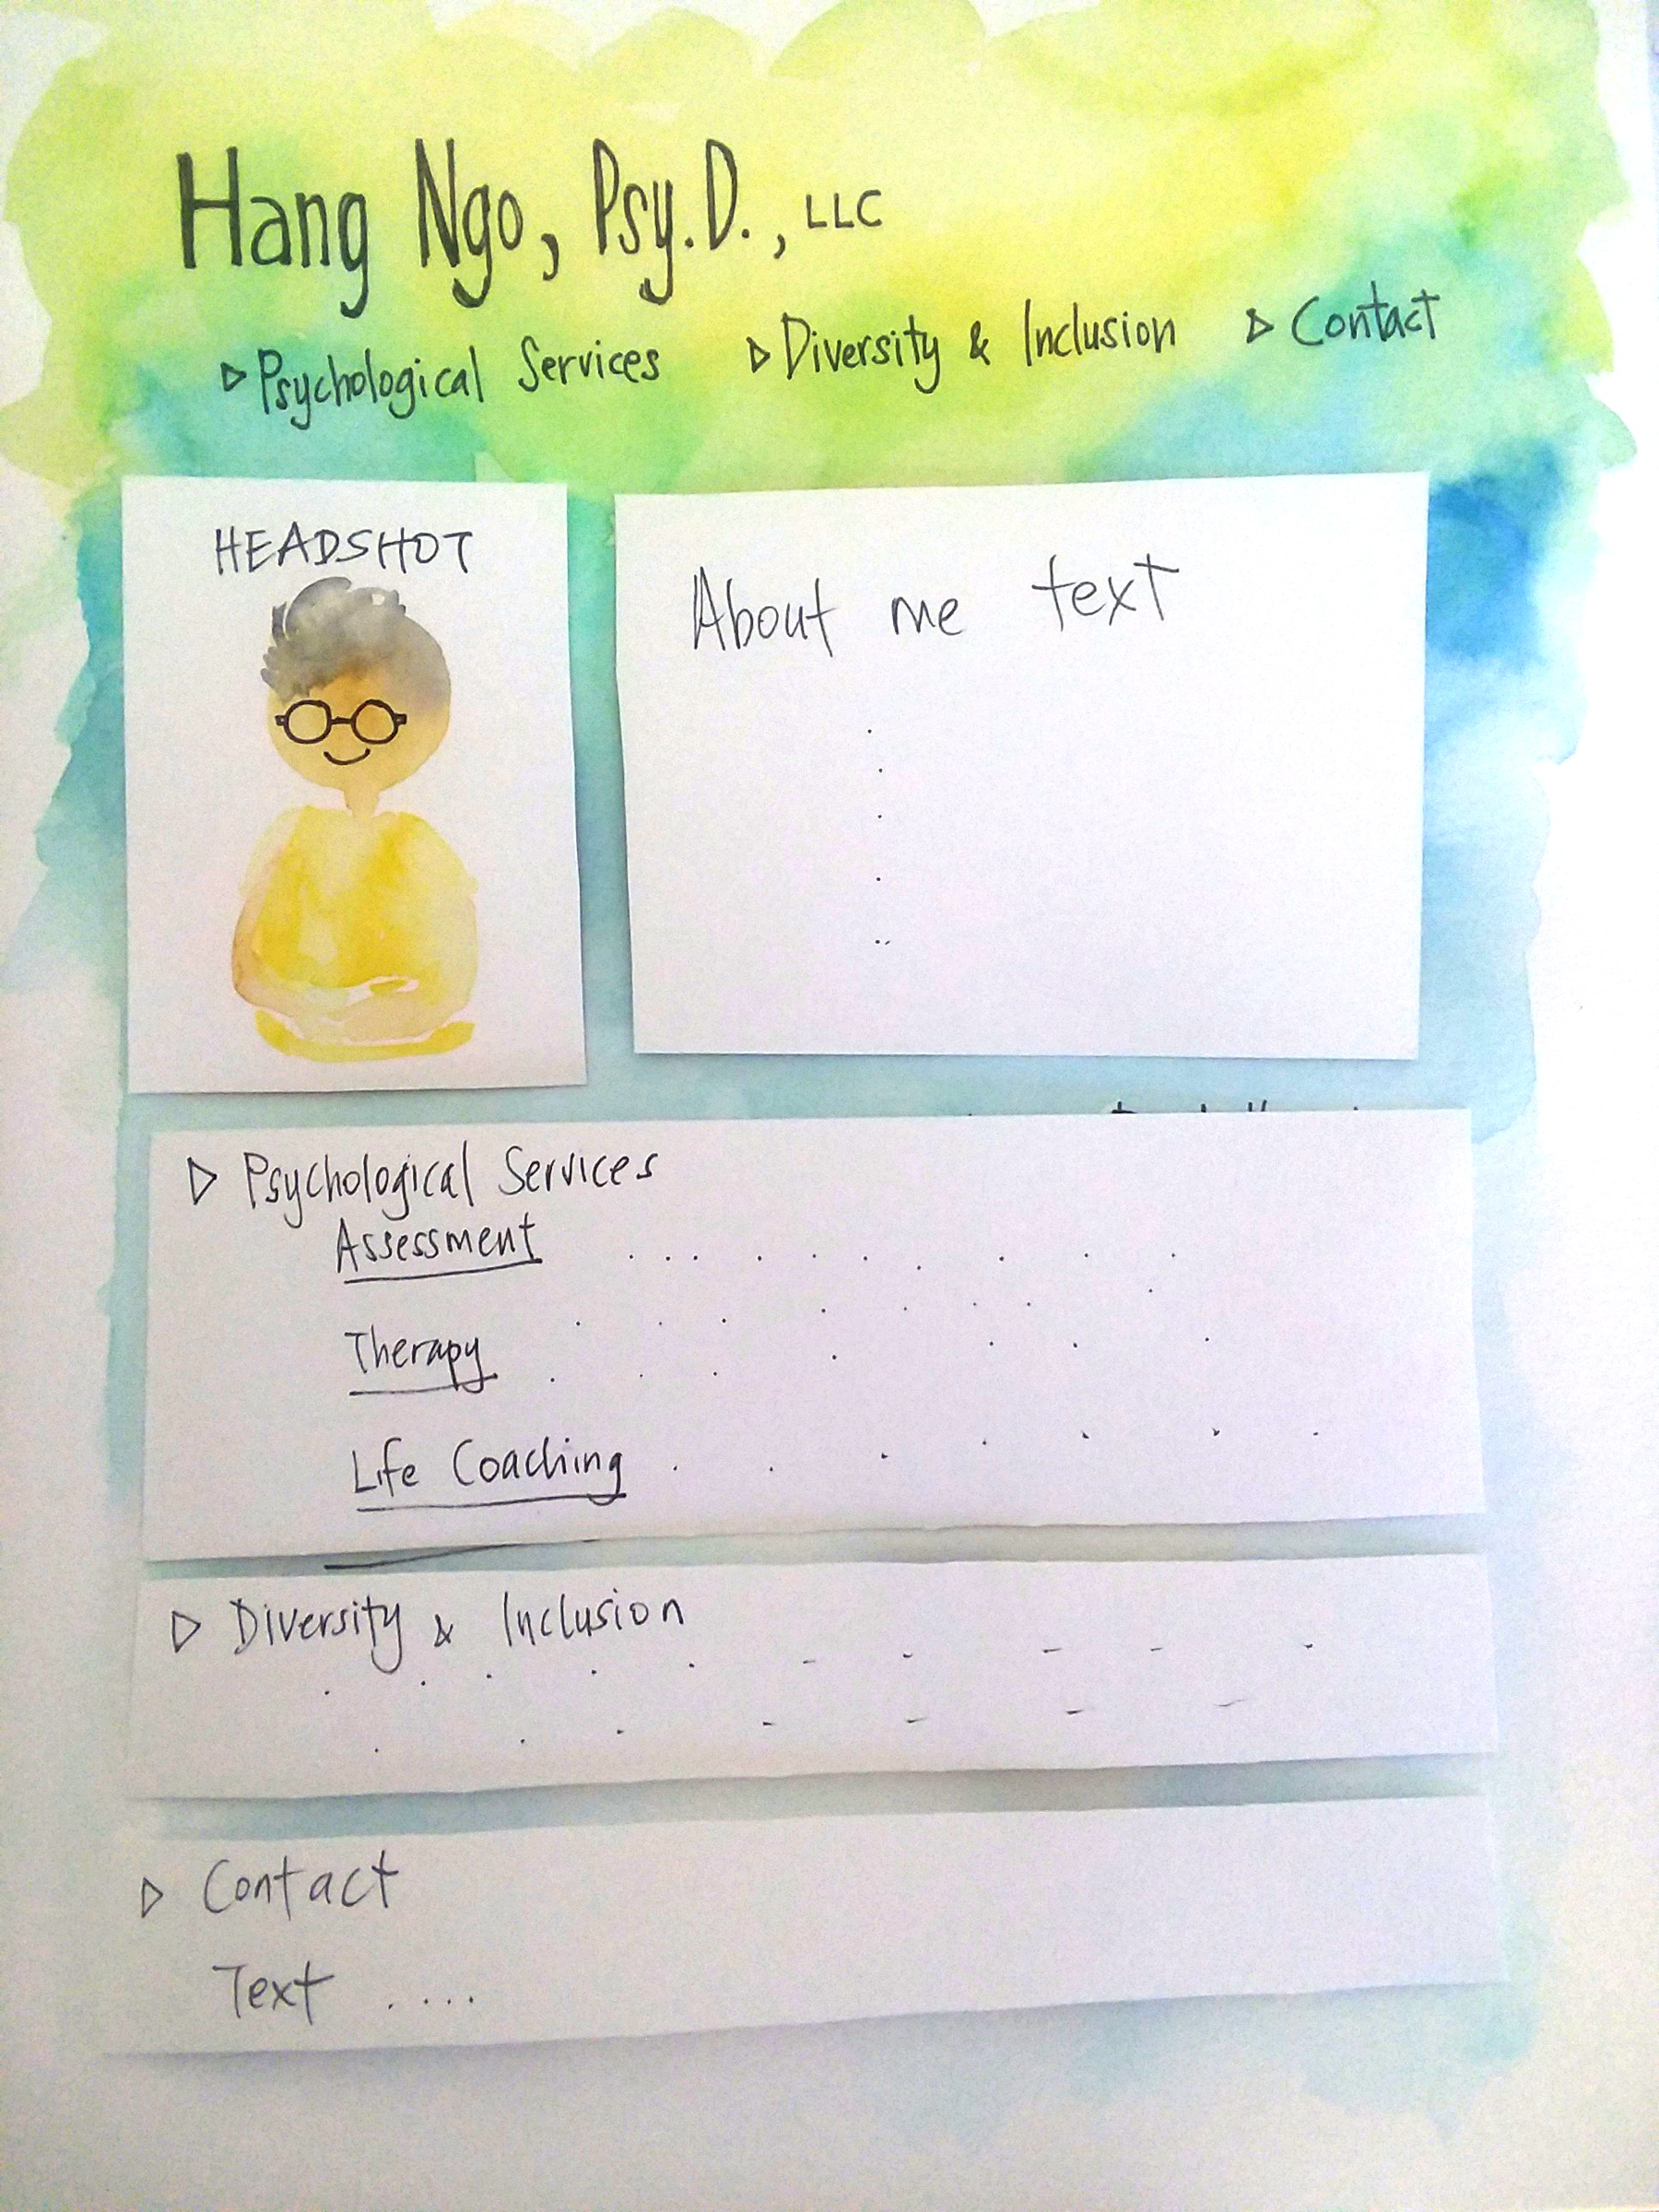 Hang Ngo, Psy.D., LLC
▷ Psychological Services ▷ Diversity & Inclusion ▷ Contact
HEADSHOT
About me text
▷ Psychological Services
Assessment
Therapy
Life Coaching
▷ Diversity & Inclusion
▷ Contact
Text ....